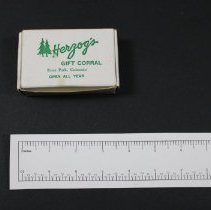 Herzog's
GIFT CORRAL
Estes Park, Colorado
OPEN ALL YEAR